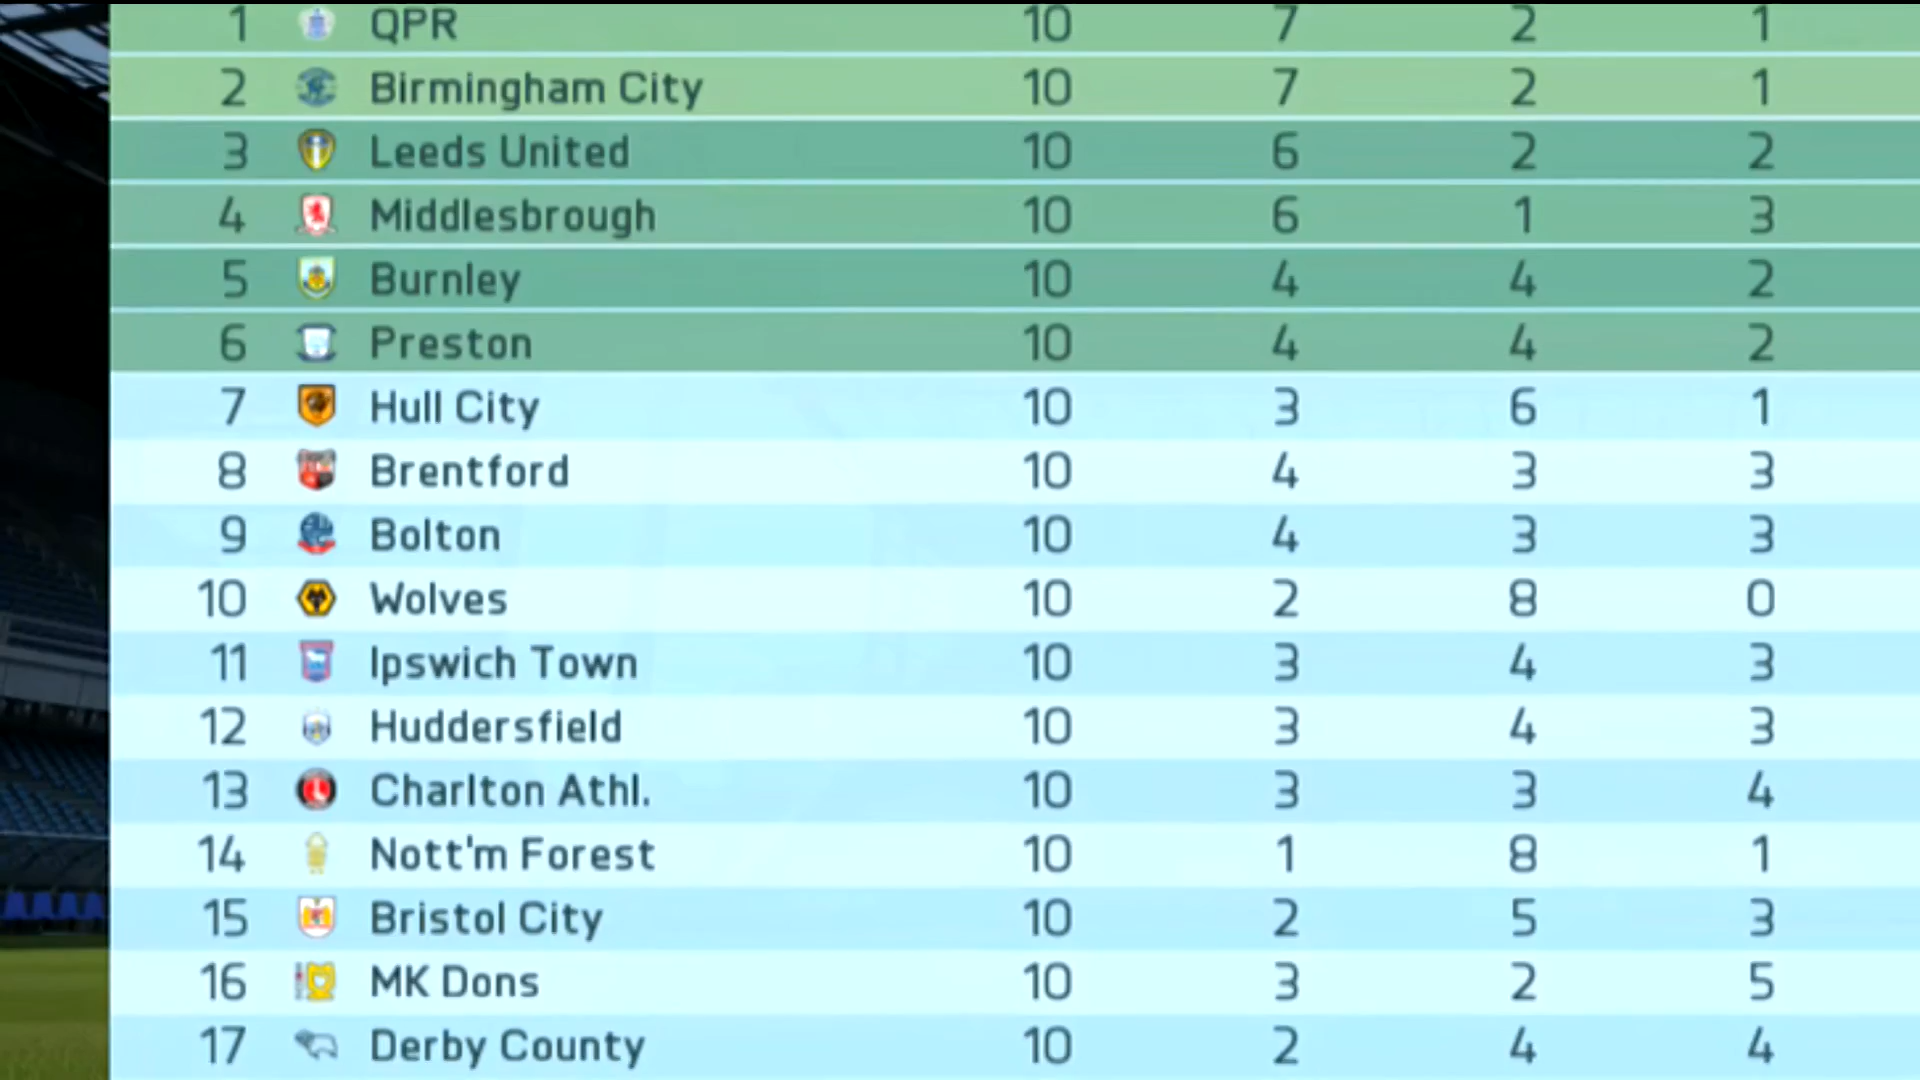 1 QPR 10 7 2 1
2 Birmingham City 10 7 2 1
3 Leeds United 10 6 2 2
4 Middlesbrough 10 6 1 3
5 Burnley 10 4 4 2
6 Preston 10 4 4 2
7 Hull City 10 3 6 1
8 Brentford 10 4 3 3
9 Bolton 10 4 3 3
10 Wolves 10 2 8 0
11 Ipswich Town 10 3 4 3
12 Huddersfield 10 3 4 3
13 Charlton Athl. 10 3 3 4
14 Nott'm Forest 10 1 8 1
15 Bristol City 10 2 5 3
16 MK Dons 10 3 2 5
17 Derby County 10 2 4 4